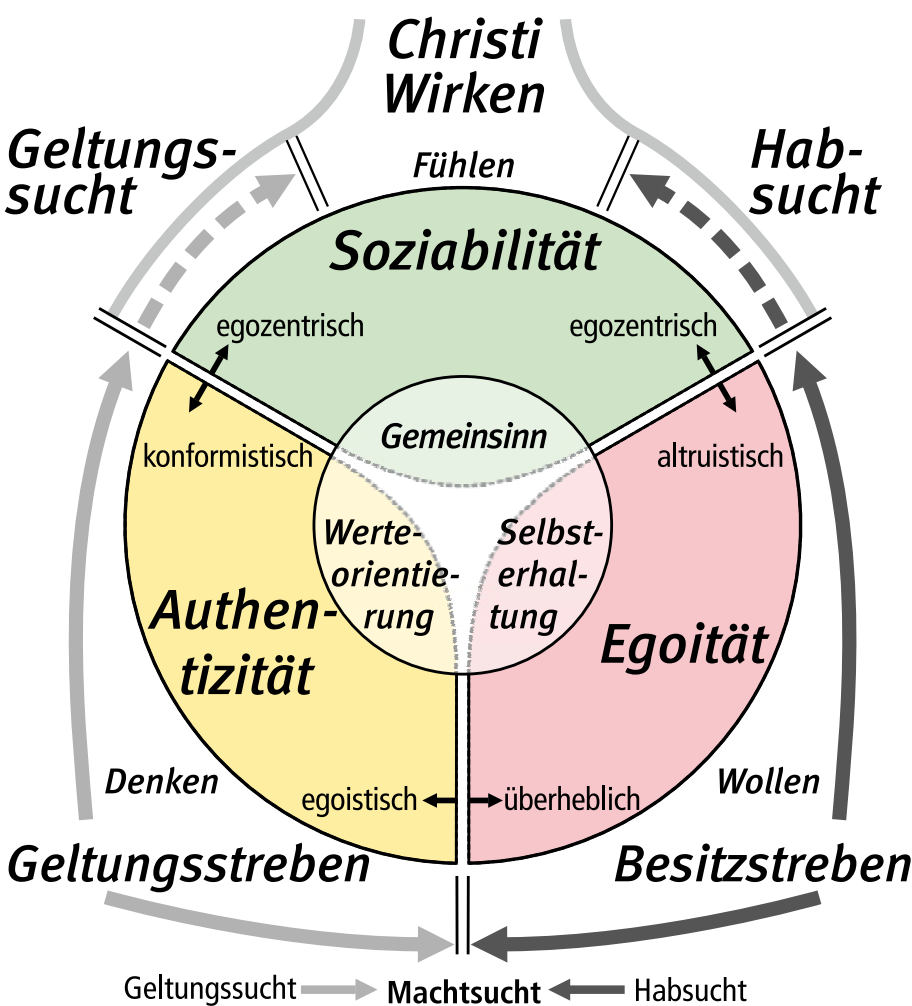 Christi
Wirken
Geltungs-
sucht
Hab-
sucht
Fühlen
Soziabilität
egozentrisch
egozentrisch
konformistisch
Gemeinsinn
altruistisch
Werte-
orientie-
rung
Selbst-
erhal-
tung
Authen-
tizität
Egoität
Denken
Wollen
egoistisch
überheblich
Geltungsstreben
Besitzstreben
Geltungssucht Machtsucht Habsucht